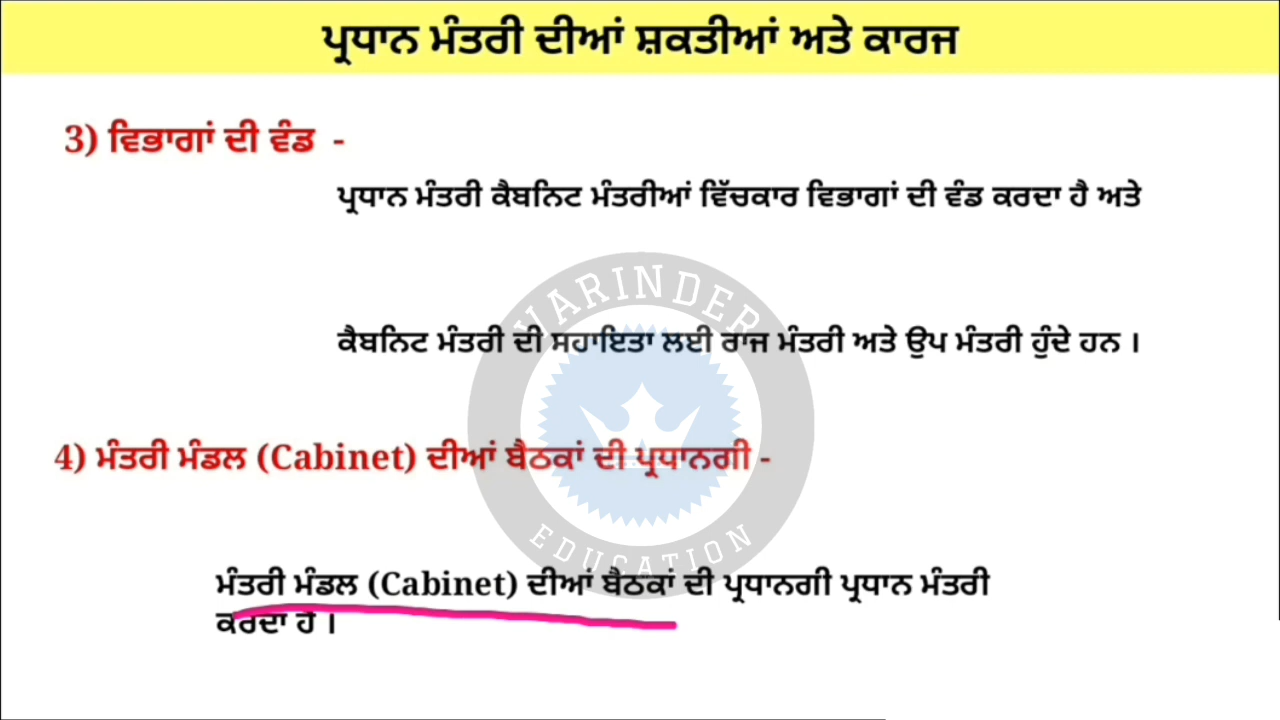 ਪ੍ਰਧਾਨ ਮੰਤਰੀ ਦੀਆਂ ਸ਼ਕਤੀਆਂ ਅਤੇ ਕਾਰਜ
3) ਵਿਭਾਗਾਂ ਦੀ ਵੰਡ -
ਪ੍ਰਧਾਨ ਮੰਤਰੀ ਕੈਬਨਿਟ ਮੰਤਰੀਆਂ ਵਿੱਚਕਾਰ ਵਿਭਾਗਾਂ ਦੀ ਵੰਡ ਕਰਦਾ ਹੈ ਅਤੇ
VARINDER
ਕੈਬਨਿਟ ਮੰਤਰੀ ਦੀ ਸਹਾਇਤਾ ਲਈ ਰਾਜ ਮੰਤਰੀ ਅਤੇ ਉਪ ਮੰਤਰੀ ਹੁੰਦੇ ਹਨ ।
4) ਮੰਤਰੀ ਮੰਡਲ (Cabinet) ਦੀਆਂ ਬੈਠਕਾਂ ਦੀ ਪ੍ਰਧਾਨਗੀ -
EDUCATION
ਮੰਤਰੀ ਮੰਡਲ (Cabinet) ਦੀਆਂ ਬੈਠਕਾਂ ਦੀ ਪ੍ਰਧਾਨਗੀ ਪ੍ਰਧਾਨ ਮੰਤਰੀ
ਕਰਦਾ ਹੈ ।